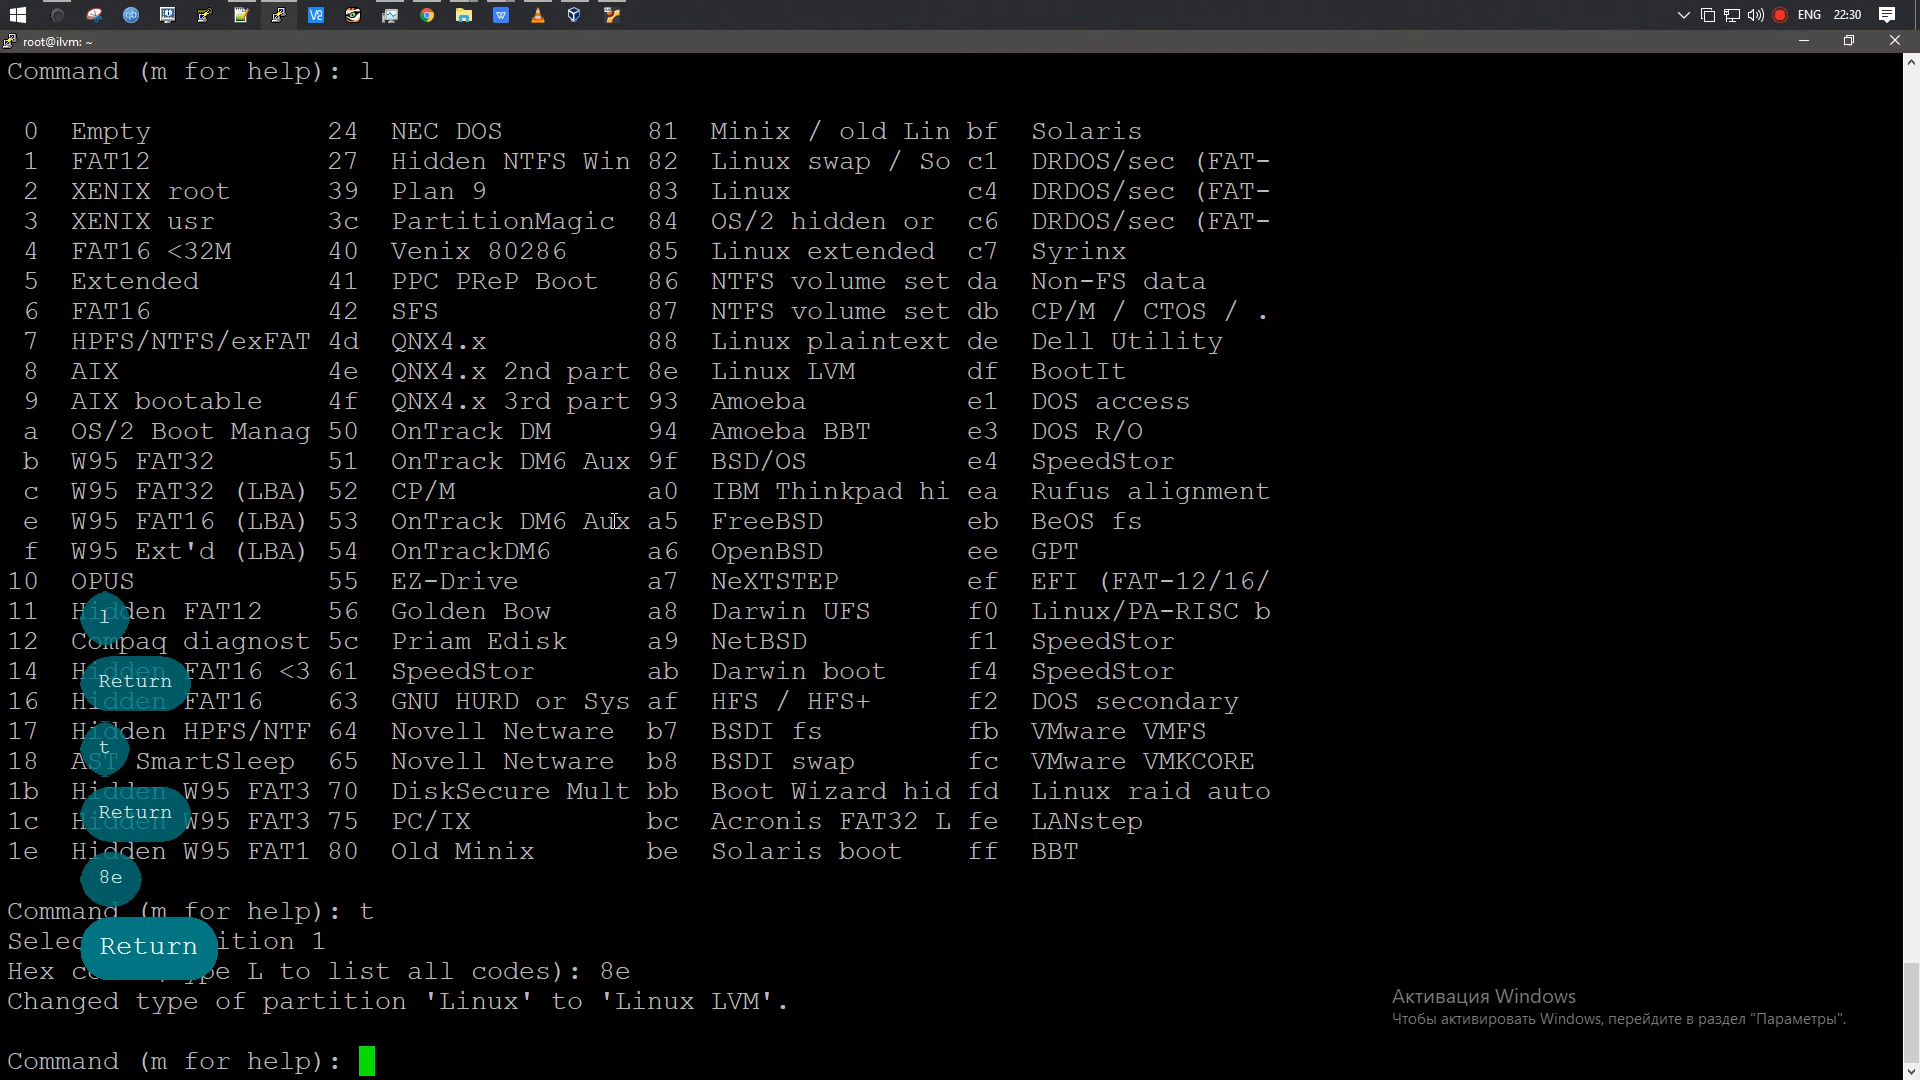 ENG 22:30
root@ilvm: ~
Command (m for help): l
0 Empty 24 NEC DOS 81 Minix / old Lin bf Solaris
1 FAT12 27 Hidden NTFS Win 82 Linux swap / So c1 DRDOS/sec (FAT-
2 XENIX root 39 Plan 9 83 Linux c4 DRDOS/sec (FAT-
3 XENIX usr 3c PartitionMagic 84 OS/2 hidden or c6 DRDOS/sec (FAT-
4 FAT16 <32M 40 Venix 80286 85 Linux extended c7 Syrinx
5 Extended 41 PPC PReP Boot 86 NTFS volume set da Non-FS data
6 FAT16 42 SFS 87 NTFS volume set db CP/M / CTOS / .
7 HPFS/NTFS/exFAT 4d QNX4.x 88 Linux plaintext de Dell Utility
8 AIX 4e QNX4.x 2nd part 8e Linux LVM df BootIt
9 AIX bootable 4f QNX4.x 3rd part 93 Amoeba e1 DOS access
a OS/2 Boot Manag 50 OnTrack DM 94 Amoeba BBT e3 DOS R/O
b W95 FAT32 51 OnTrack DM6 Aux 9f BSD/OS e4 SpeedStor
c W95 FAT32 (LBA) 52 CP/M a0 IBM Thinkpad hi ea Rufus alignment
e W95 FAT16 (LBA) 53 OnTrack DM6 Aux a5 FreeBSD eb BeOS fs
f W95 Ext'd (LBA) 54 OnTrackDM6 a6 OpenBSD ee GPT
10 OPUS 55 EZ-Drive a7 NeXTSTEP ef EFI (FAT-12/16/
11 Hidden FAT12 56 Golden Bow a8 Darwin UFS f0 Linux/PA-RISC b
12 Compaq diagnost 5c Priam Edisk a9 NetBSD f1 SpeedStor
14 Hidden FAT16 <3 61 SpeedStor ab Darwin boot f4 SpeedStor
16 Hidden FAT16 63 GNU HURD or Sys af HFS / HFS+ f2 DOS secondary
17 Hidden HPFS/NTF 64 Novell Netware b7 BSDI fs fb VMware VMFS
18 AST SmartSleep 65 Novell Netware b8 BSDI swap fc VMware VMKCORE
1b Hidden W95 FAT3 70 DiskSecure Mult bb Boot Wizard hid fd Linux raid auto
1c Hidden W95 FAT3 75 PC/IX bc Acronis FAT32 L fe LANstep
1e Hidden W95 FAT1 80 Old Minix be Solaris boot ff BBT
Command (m for help): t
Selec ition 1
Hex c pe L to list all codes): 8e
Changed type of partition 'Linux' to 'Linux LVM'.
Command (m for help):
l
Return
t
Return
8e
Return
Активация Windows
Чтобы активировать Windows, перейдите в раздел "Параметры".